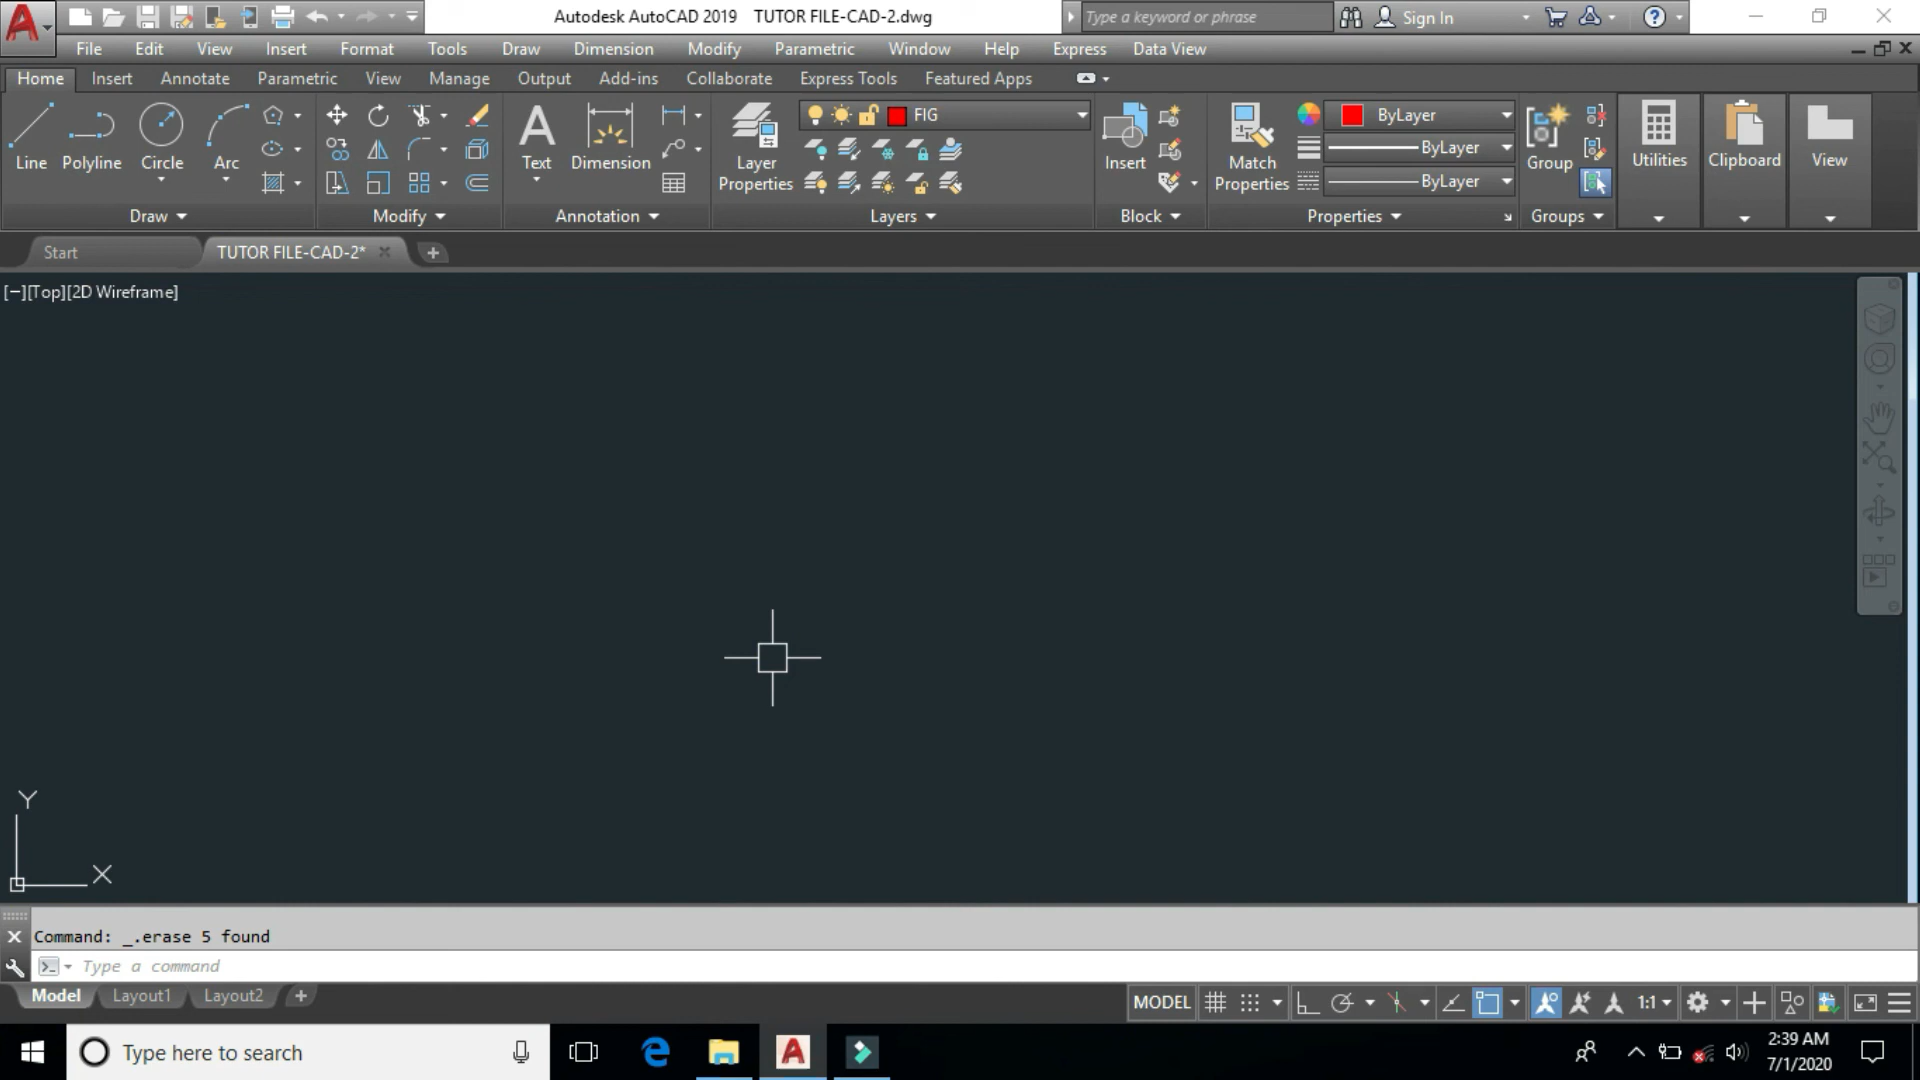 Autodesk AutoCAD 2019 TUTOR FILE-CAD-2.dwg
Type a keyword or phrase
Sign In
File Edit View Insert Format Tools Draw Dimension Modify Parametric Window Help Express Data View
Home Insert Annotate Parametric View Manage Output Add-ins Collaborate Express Tools Featured Apps
Line Polyline Circle Arc
Text Dimension
Layer Properties
FIG
Insert
Match Properties
ByLayer
ByLayer
ByLayer
Group
Utilities Clipboard View
Draw Modify Annotation Layers Block Properties Groups
Start TUTOR FILE-CAD-2*
[−][Top][2D Wireframe]
Y
X
Command: _.erase 5 found
Type a command
Model Layout1 Layout2
MODEL
1:1
Type here to search
2:39 AM
7/1/2020